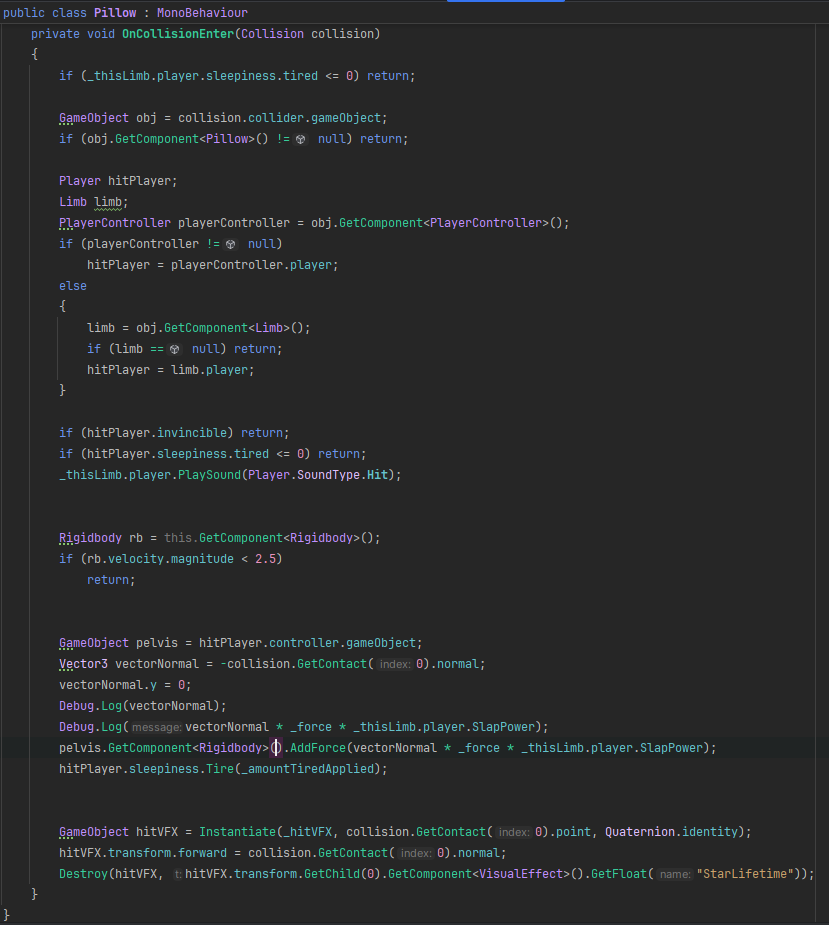 public class Pillow : MonoBehaviour
private void OnCollisionEnter(Collision collision)
{
if (_thisLimb.player.sleepiness.tired <= 0) return;
GameObject obj = collision.collider.gameObject;
if (obj.GetComponent<Pillow>() != null) return;
Player hitPlayer;
Limb limb;
PlayerController playerController = obj.GetComponent<PlayerController>();
if (playerController != null)
hitPlayer = playerController.player;
else
{
limb = obj.GetComponent<Limb>();
if (limb == null) return;
hitPlayer = limb.player;
}
if (hitPlayer.invincible) return;
if (hitPlayer.sleepiness.tired <= 0) return;
_thisLimb.player.PlaySound(Player.SoundType.Hit);
Rigidbody rb = this.GetComponent<Rigidbody>();
if (rb.velocity.magnitude < 2.5)
return;
GameObject pelvis = hitPlayer.controller.gameObject;
Vector3 vectorNormal = -collision.GetContact( index: 0).normal;
vectorNormal.y = 0;
Debug.Log(vectorNormal);
Debug.Log( message: vectorNormal * _force * _thisLimb.player.SlapPower);
pelvis.GetComponent<Rigidbody>().AddForce(vectorNormal * _force * _thisLimb.player.SlapPower);
hitPlayer.sleepiness.Tire(_amountTiredApplied);
GameObject hitVFX = Instantiate(_hitVFX, collision.GetContact( index: 0).point, Quaternion.identity);
hitVFX.transform.forward = collision.GetContact( index: 0).normal;
Destroy(hitVFX, t: hitVFX.transform.GetChild(0).GetComponent<VisualEffect>().GetFloat( name: "StarLifetime"));
}
}